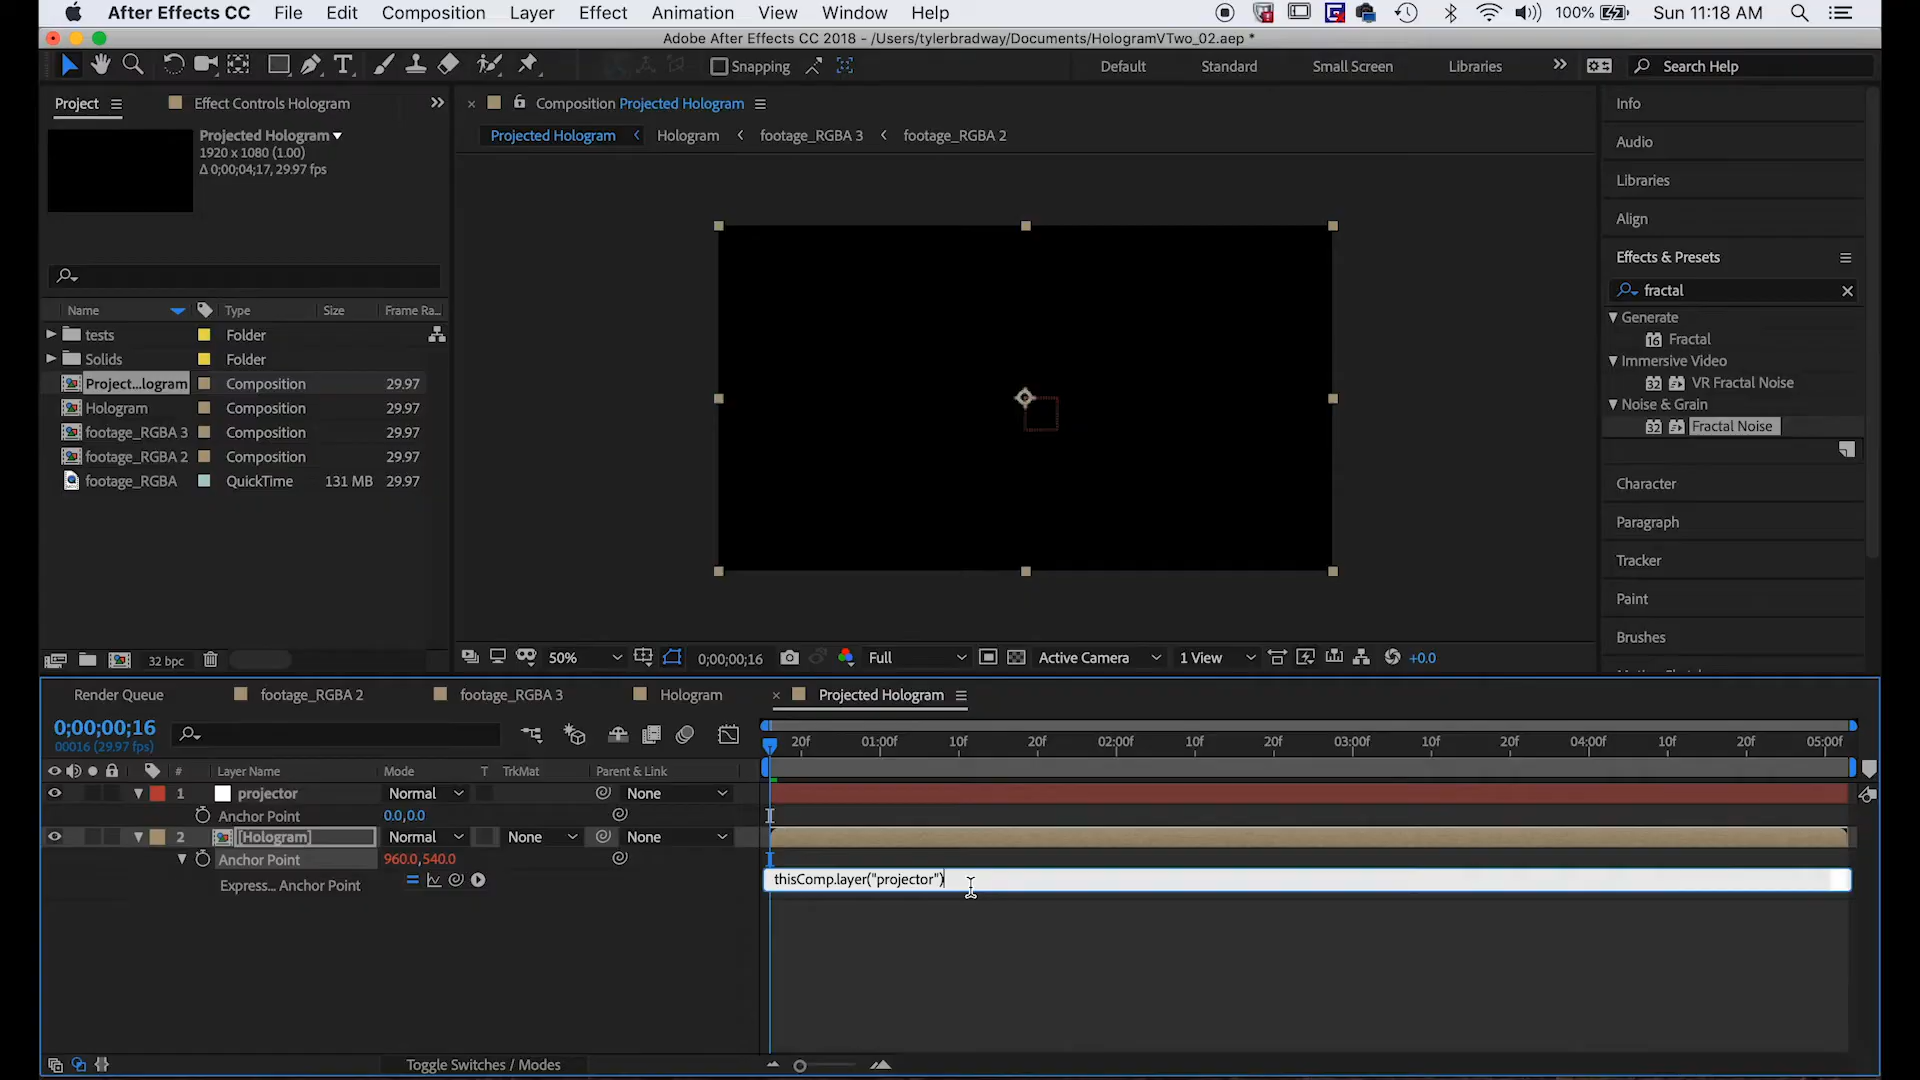 After Effects CC File Edit Composition Layer Effect Animation View Window Help 100% Sun 11:18 AM
Adobe After Effects CC 2018 - /Users/tylerbradway/Documents/HologramVTwo_02.aep *
Snapping Default Standard Small Screen Libraries Search Help
Project Effect Controls Hologram
Composition Projected Hologram
Projected Hologram Hologram footage_RGBA 3 footage_RGBA 2
Projected Hologram
1920 x 1080 (1.00)
Δ 0;00;04;17, 29.97 fps
Name Type Size Frame Ra...
tests Folder
Solids Folder
Project...logram Composition 29.97
Hologram Composition 29.97
footage_RGBA 3 Composition 29.97
footage_RGBA 2 Composition 29.97
footage_RGBA QuickTime 131 MB 29.97
32 bpc
50% 0;00;00;16 Full Active Camera 1 View +0.0
Info
Audio
Libraries
Align
Effects & Presets
fractal
Generate
16 Fractal
Immersive Video
32 VR Fractal Noise
Noise & Grain
32 Fractal Noise
Character
Paragraph
Tracker
Paint
Brushes
Render Queue footage_RGBA 2 footage_RGBA 3 Hologram Projected Hologram
0;00;00;16
00016 (29.97 fps)
20f 01:00f 10f 20f 02:00f 10f 20f 03:00f 10f 20f 04:00f 10f 20f 05:00f
# Layer Name Mode T TrkMat Parent & Link
1 projector Normal None
Anchor Point 0.0,0.0
2 [Hologram] Normal None None
Anchor Point 960.0,540.0
Express... Anchor Point
thisComp.layer("projector")
Toggle Switches / Modes